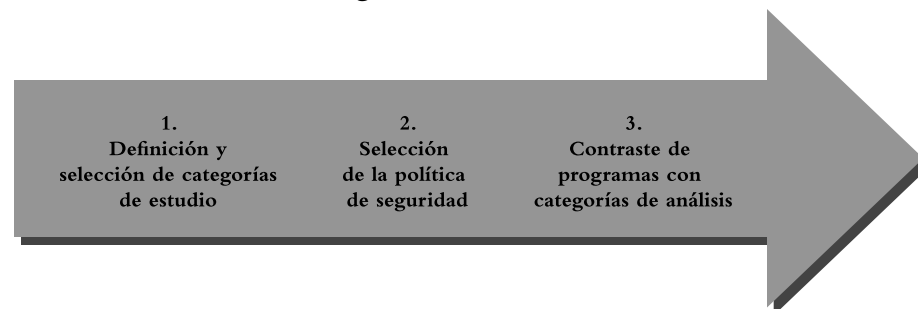 1.
Definición y
selección de categorías
de estudio
2.
Selección
de la política
de seguridad
3.
Contraste de
programas con
categorías de análisis